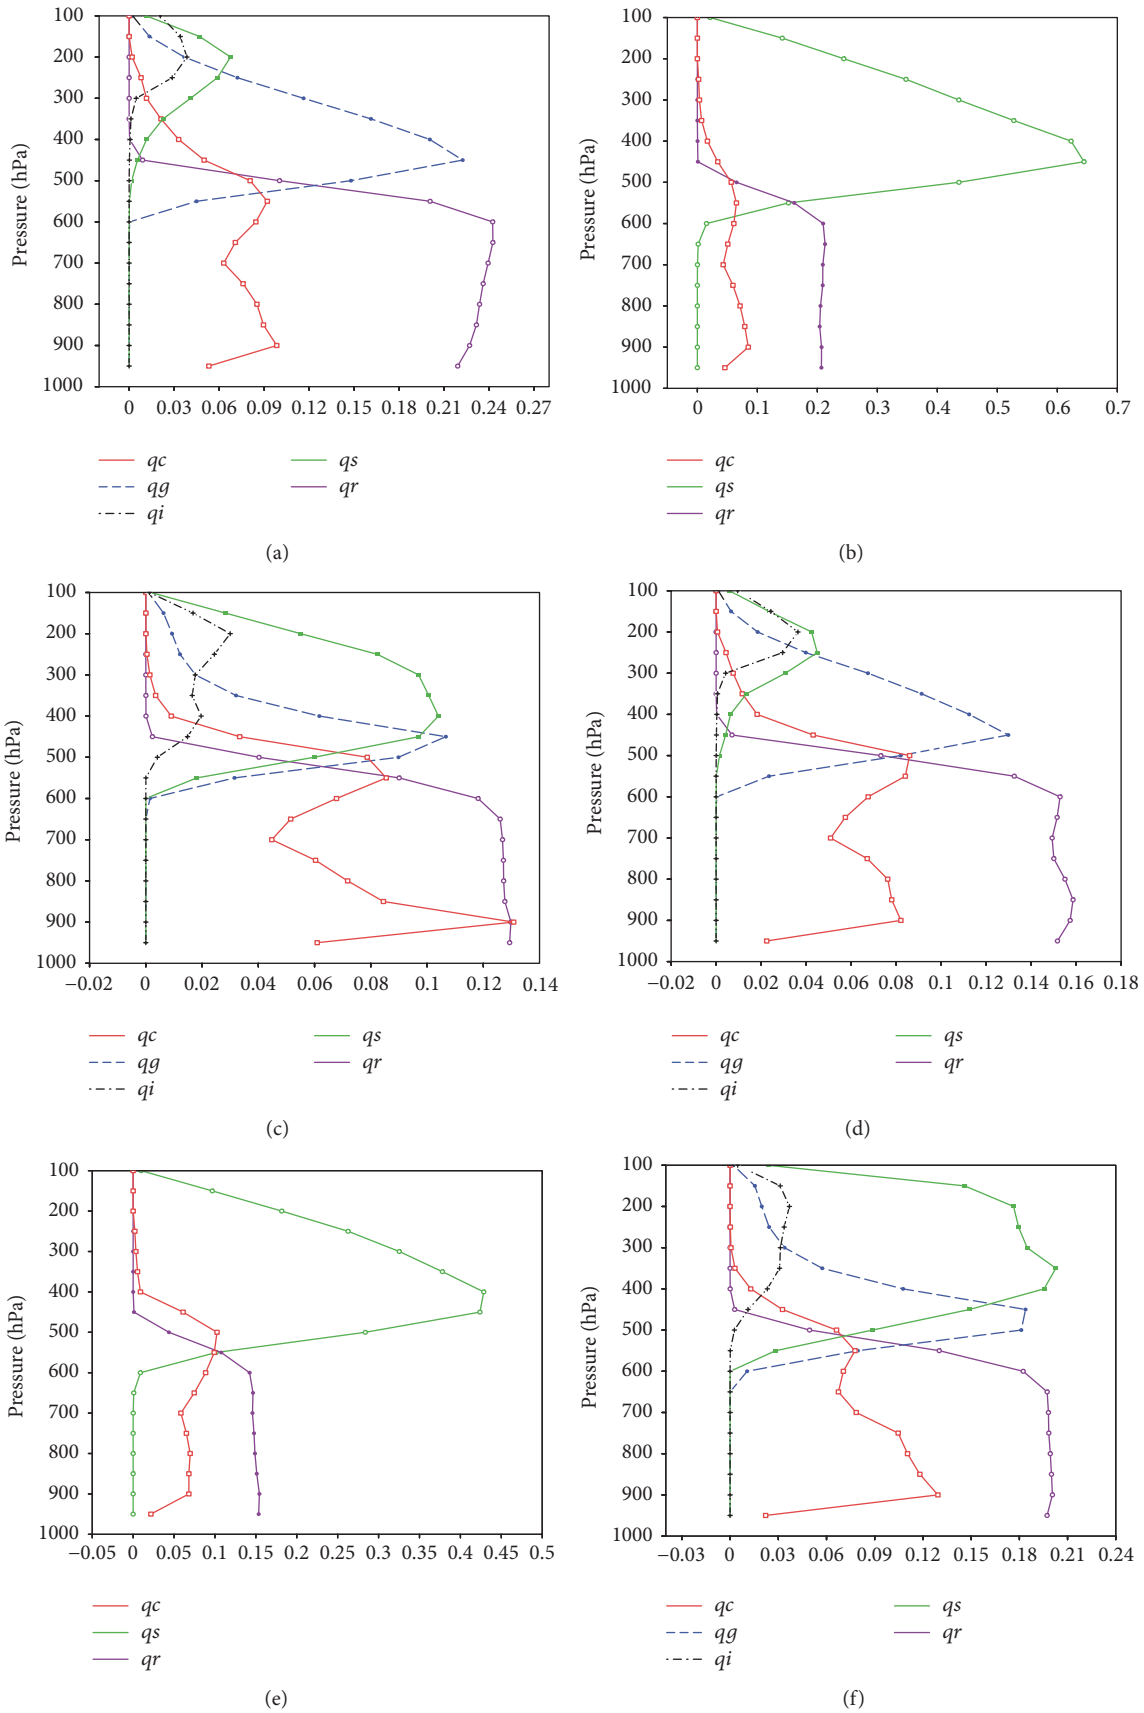 100
200
300
400
500
600
700
800
900
1000
Pressure (hPa)
0 0.03 0.06 0.09 0.12 0.15 0.18 0.21 0.24 0.27
qc
qg
qi
qs
qr
(a)
100
200
300
400
500
600
700
800
900
1000
Pressure (hPa)
0 0.1 0.2 0.3 0.4 0.5 0.6 0.7
qc
qs
qr
(b)
100
200
300
400
500
600
700
800
900
1000
Pressure (hPa)
−0.02 0 0.02 0.04 0.06 0.08 0.1 0.12 0.14
qc
qg
qi
qs
qr
(c)
100
200
300
400
500
600
700
800
900
1000
Pressure (hPa)
−0.02 0 0.02 0.04 0.06 0.08 0.1 0.12 0.14 0.16 0.18
qc
qg
qi
qs
qr
(d)
100
200
300
400
500
600
700
800
900
1000
Pressure (hPa)
−0.05 0 0.05 0.1 0.15 0.2 0.25 0.3 0.35 0.4 0.45 0.5
qc
qs
qr
(e)
100
200
300
400
500
600
700
800
900
1000
Pressure (hPa)
−0.03 0 0.03 0.06 0.09 0.12 0.15 0.18 0.21 0.24
qc
qg
qi
qs
qr
(f)